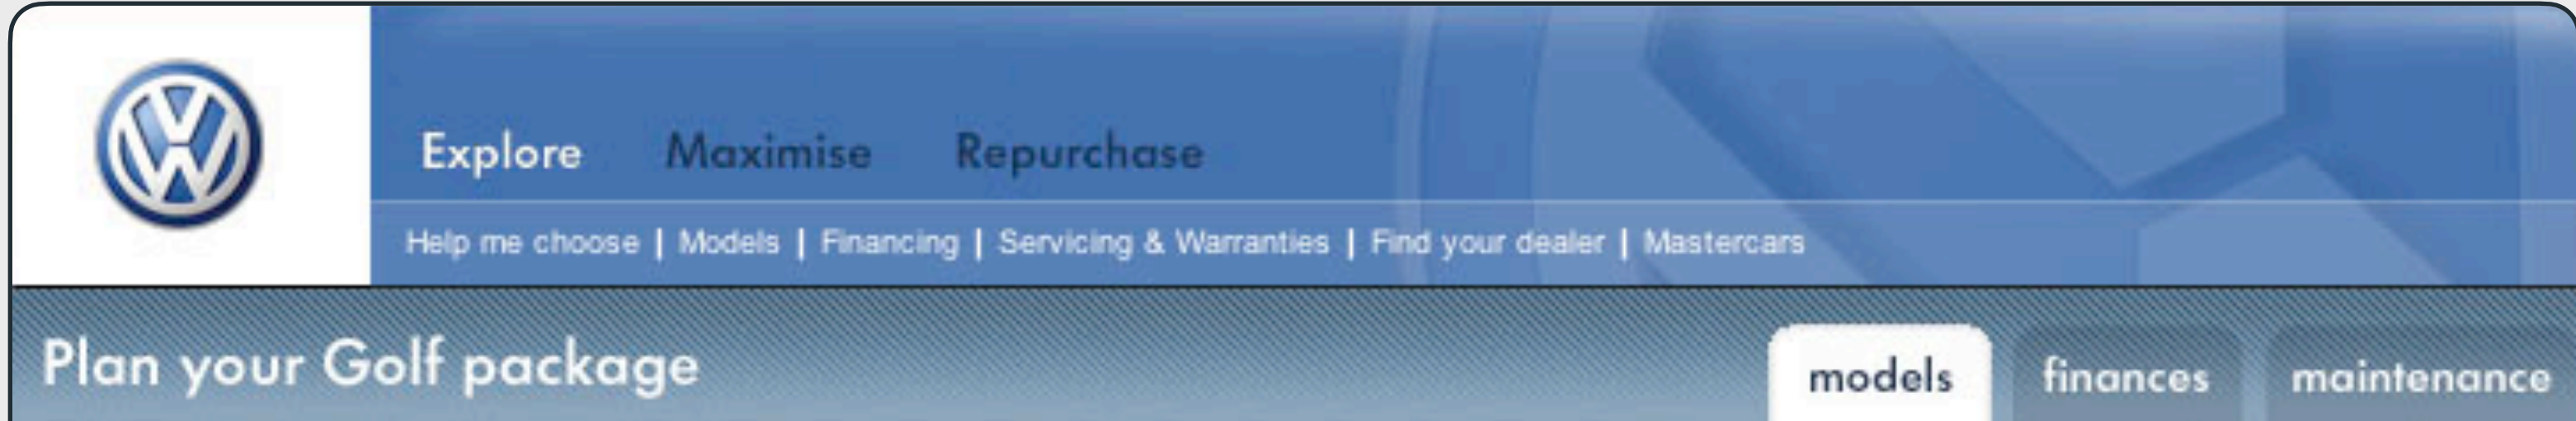 Explore Maximise Repurchase
Help me choose | Models | Financing | Servicing & Warranties | Find your dealer | Mastercars
Plan your Golf package models finances maintenance